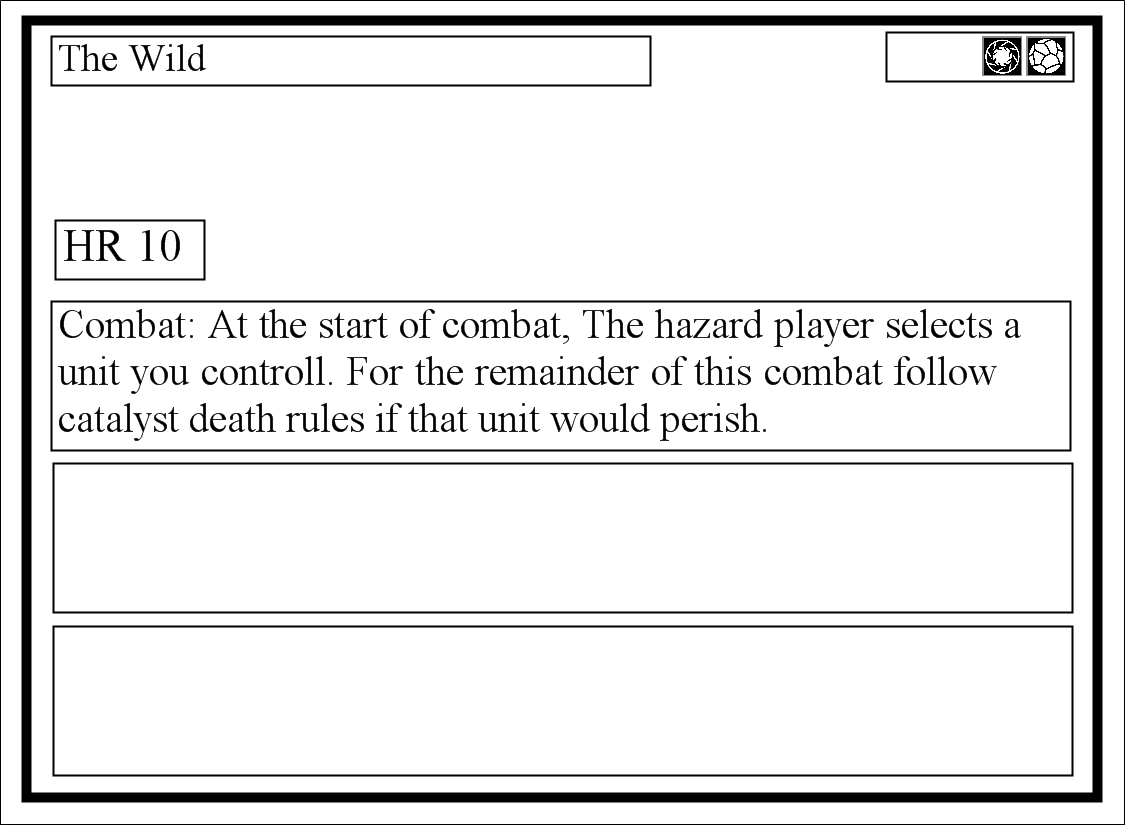 The Wild
HR 10
Combat: At the start of combat, The hazard player selects a
unit you controll. For the remainder of this combat follow
catalyst death rules if that unit would perish.